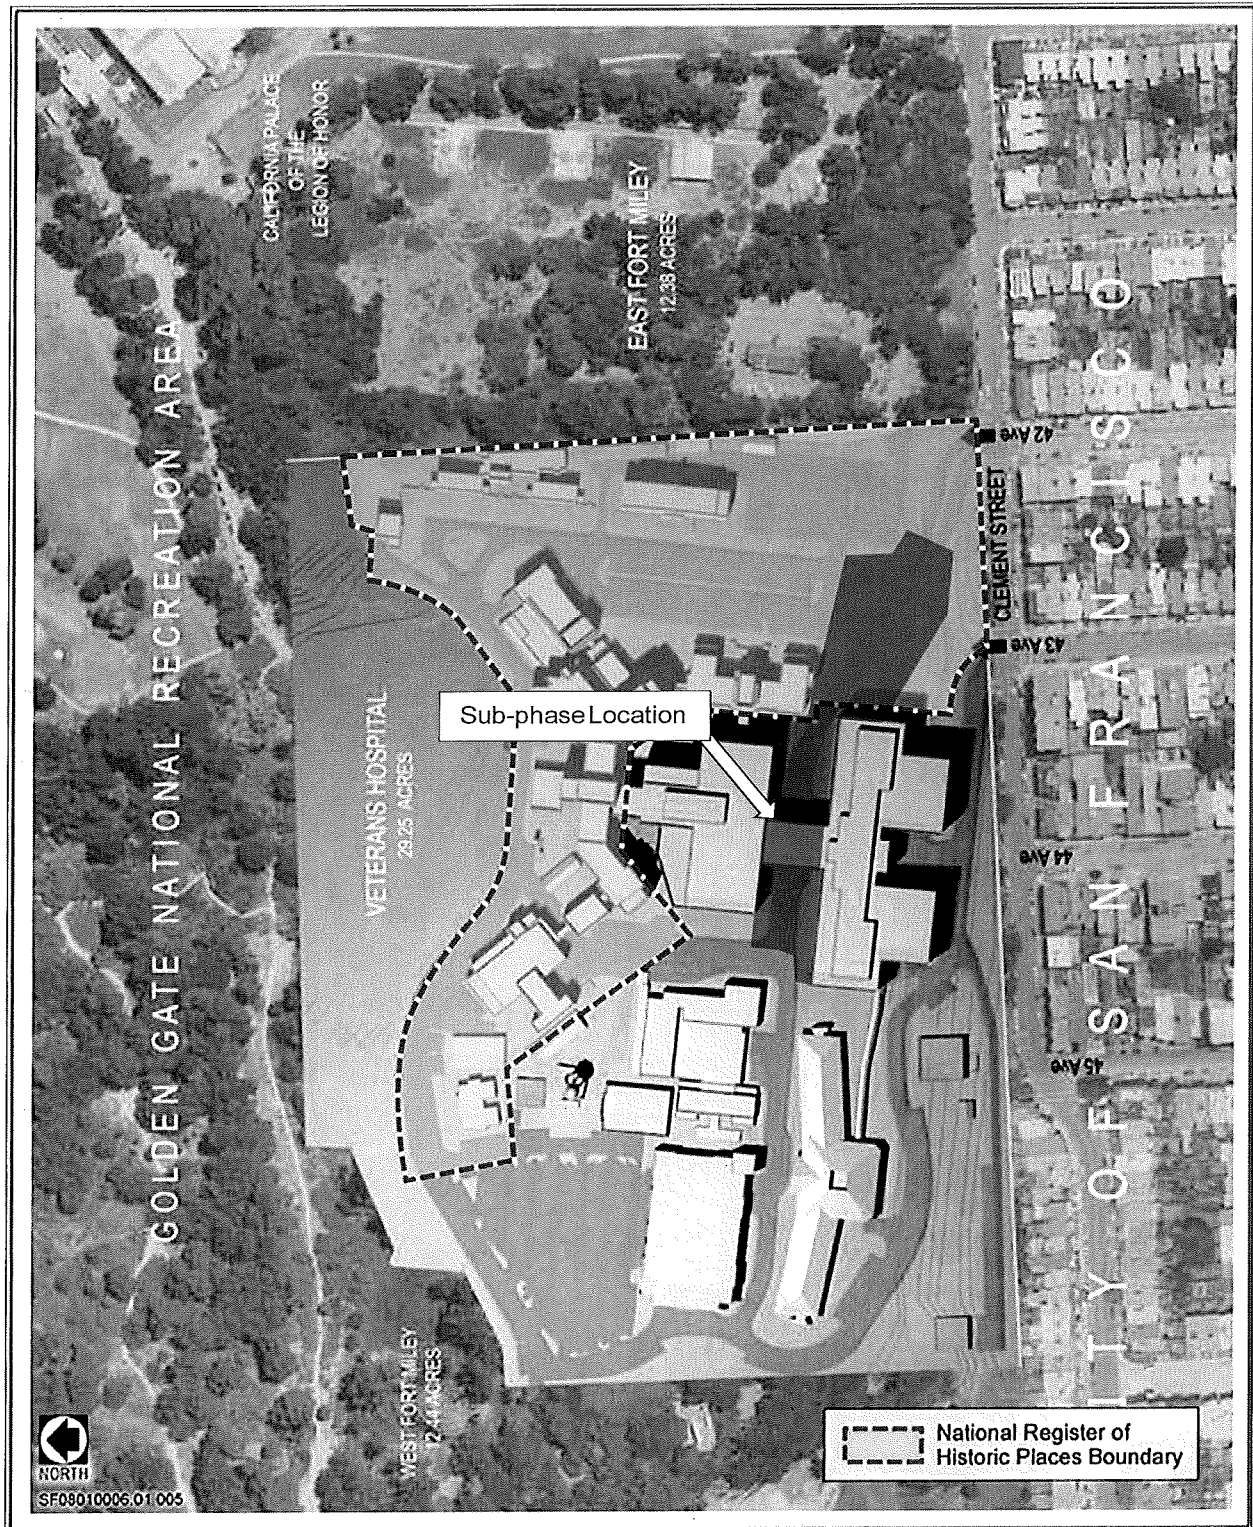 CALIFORNIA PALACE
OF THE
LEGION OF HONOR
EAST FORT MILEY
12.38 ACRES
GOLDEN GATE NATIONAL RECREATION AREA
VETERANS HOSPITAL
29.25 ACRES
Sub-phase Location
42 Ave
CLEMENT STREET
43 Ave
44 Ave
45 Ave
TY OF SAN FRANCISCO
WEST FORT MILEY
12.44 ACRES
NORTH
SF08010006.01 005
National Register of
Historic Places Boundary